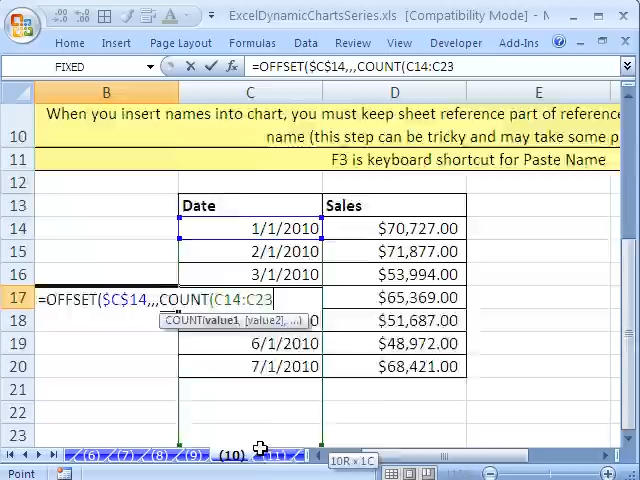 ExcelDynamicChartsSeries.xls [Compatibility Mode] -
Home Insert Page Layout Formulas Data Review View Developer Add-Ins
FIXED =OFFSET($C$14,,,COUNT(C14:C23
B C D E
When you insert names into chart, you must keep sheet reference part of referenc
10 name (this step can be tricky and may take some p
11 F3 is keyboard shortcut for Paste Name
12
13 Date Sales
14 1/1/2010 $70,727.00
15 2/1/2010 $71,877.00
16 3/1/2010 $53,994.00
17 =OFFSET($C$14,,,COUNT(C14:C23 $65,369.00
COUNT(value1, [value2], ...)
18 0 $51,687.00
19 6/1/2010 $48,972.00
20 7/1/2010 $68,421.00
21
22
23
(6) (7) (8) (9) (10) (11)
10R x 1C
Point